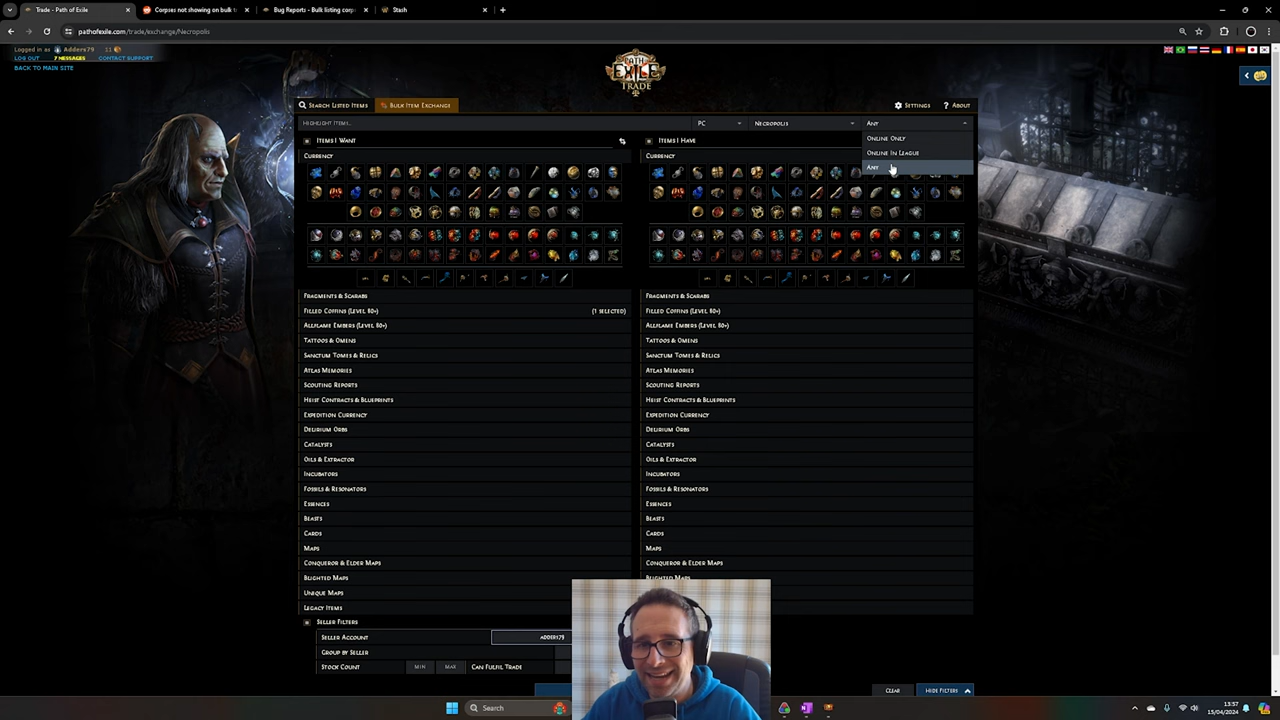 Trade - Path of Exile
Corpses not showing on bulk t
Bug Reports - Bulk listing corp
Stash
pathofexile.com/trade/exchange/Necropolis
Logged in as Adders79 11
LOG OUT 7 MESSAGES CONTACT SUPPORT
BACK TO MAIN SITE
PATH OF
EXILE
TRADE
SEARCH LISTED ITEMS
BULK ITEM EXCHANGE
SETTINGS
ABOUT
HIGHLIGHT ITEMS...
PC
NECROPOLIS
ANY
ONLINE ONLY
ONLINE IN LEAGUE
ANY
ITEMS I WANT
ITEMS I HAVE
CURRENCY
CURRENCY
FRAGMENTS & SCARABS
FRAGMENTS & SCARABS
FILLED COFFINS (LEVEL 80+) (1 SELECTED)
FILLED COFFINS (LEVEL 80+)
ALLFLAME EMBERS (LEVEL 80+)
ALLFLAME EMBERS (LEVEL 80+)
TATTOOS & OMENS
TATTOOS & OMENS
SANCTUM TOMES & RELICS
SANCTUM TOMES & RELICS
ATLAS MEMORIES
ATLAS MEMORIES
SCOUTING REPORTS
SCOUTING REPORTS
HEIST CONTRACTS & BLUEPRINTS
HEIST CONTRACTS & BLUEPRINTS
EXPEDITION CURRENCY
EXPEDITION CURRENCY
DELIRIUM ORBS
DELIRIUM ORBS
CATALYSTS
CATALYSTS
OILS & EXTRACTOR
OILS & EXTRACTOR
INCUBATORS
INCUBATORS
FOSSILS & RESONATORS
FOSSILS & RESONATORS
ESSENCES
ESSENCES
BEASTS
BEASTS
CARDS
CARDS
MAPS
MAPS
CONQUEROR & ELDER MAPS
CONQUEROR & ELDER MAPS
BLIGHTED MAPS
BLIGHTED MAPS
UNIQUE MAPS
LEGACY ITEMS
SELLER FILTERS
SELLER ACCOUNT ADDERS79
GROUP BY SELLER
STOCK COUNT MIN MAX CAN FULFIL TRADE
CLEAR
HIDE FILTERS
Search
13:57
15/04/2024